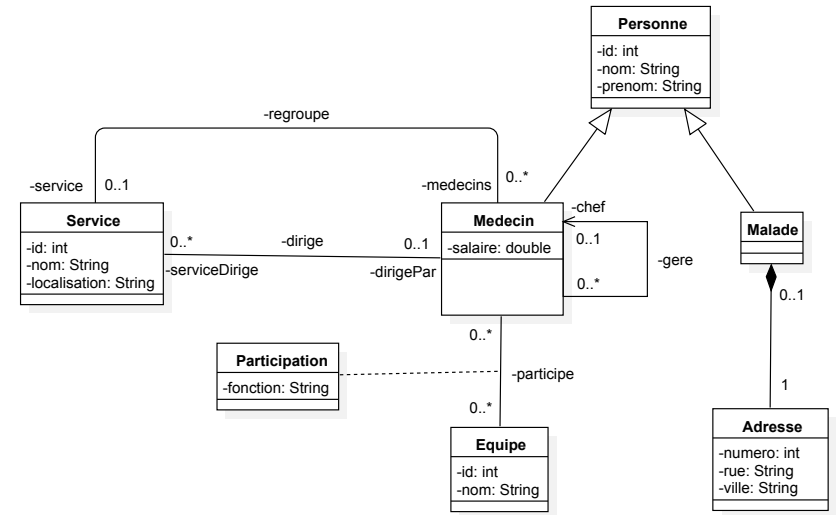 Personne
-id: int
-nom: String
-prenom: String
-regroupe
-service
0..1
-medecins
0..*
Service
-id: int
-nom: String
-localisation: String
0..*
-serviceDirige
-dirige
0..1
-dirigePar
Medecin
-salaire: double
-chef
0..1
0..*
-gere
Malade
0..1
1
0..*
-participe
0..*
Participation
-fonction: String
Equipe
-id: int
-nom: String
Adresse
-numero: int
-rue: String
-ville: String